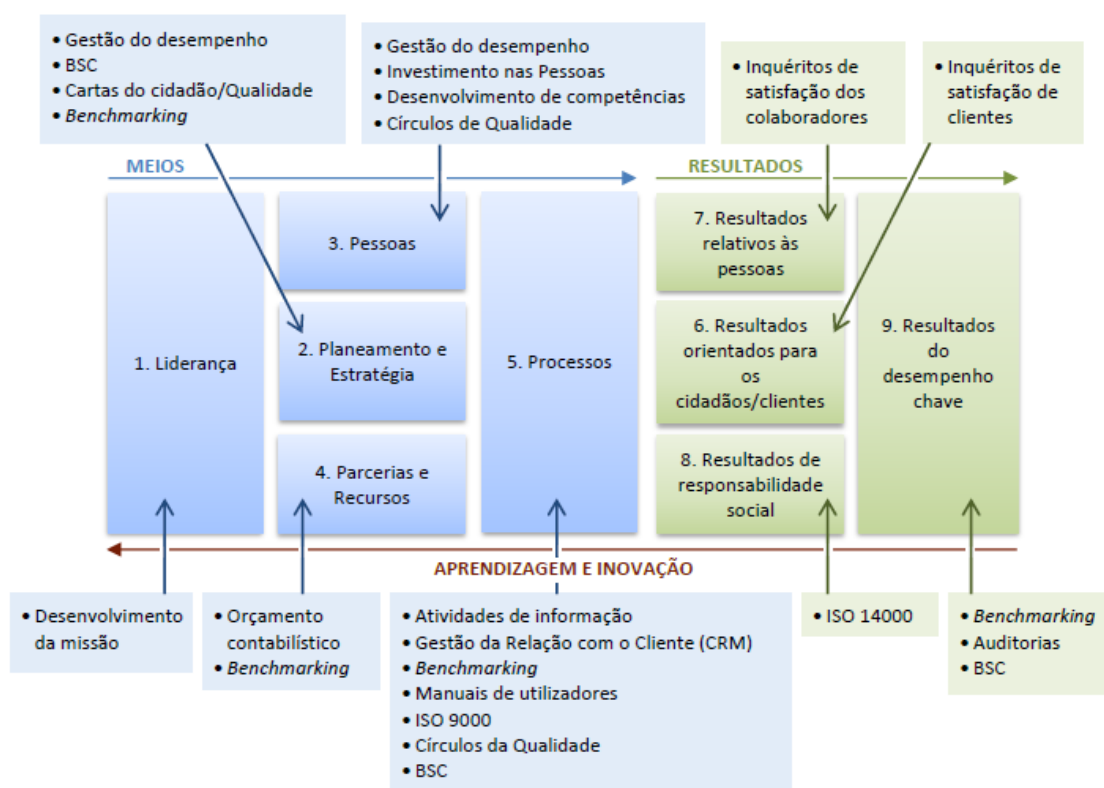 • Gestão do desempenho
• BSC
• Cartas do cidadão/Qualidade
• Benchmarking
• Gestão do desempenho
• Investimento nas Pessoas
• Desenvolvimento de competências
• Círculos de Qualidade
• Inquéritos de
satisfação dos
colaboradores
• Inquéritos de
satisfação de
clientes
MEIOS
RESULTADOS
1. Liderança
3. Pessoas
2. Planeamento e
Estratégia
4. Parcerias e
Recursos
5. Processos
7. Resultados
relativos às
pessoas
6. Resultados
orientados para
os
cidadãos/clientes
8. Resultados de
responsabilidade
social
9. Resultados
do
desempenho
chave
APRENDIZAGEM E INOVAÇÃO
• Desenvolvimento
da missão
• Orçamento
contabilístico
• Benchmarking
• Atividades de informação
• Gestão da Relação com o Cliente (CRM)
• Benchmarking
• Manuais de utilizadores
• ISO 9000
• Círculos da Qualidade
• BSC
• ISO 14000
• Benchmarking
• Auditorias
• BSC